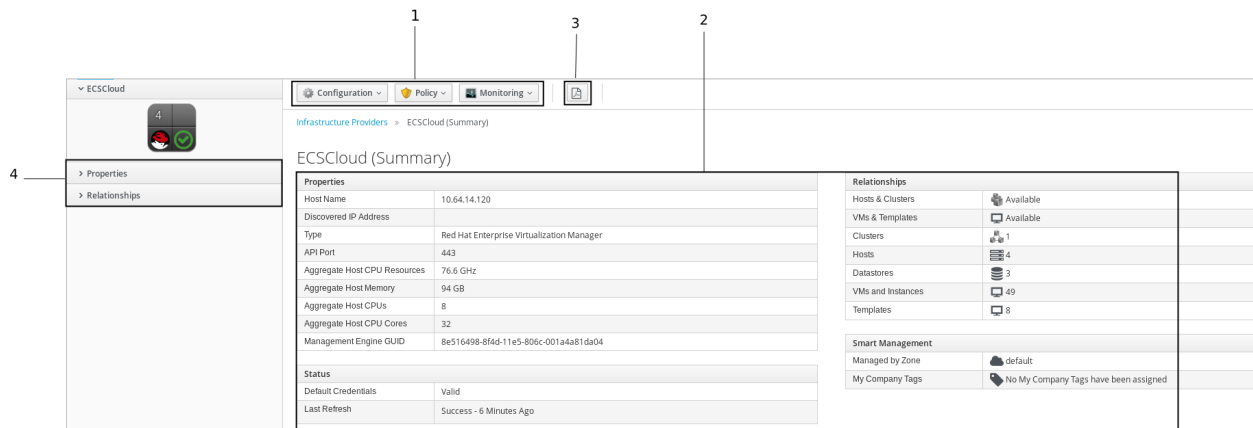 1
3
2
ECSCloud
Configuration
Policy
Monitoring
4
Infrastructure Providers » ECSCloud (Summary)
ECSCloud (Summary)
4
Properties
Relationships
Properties
Host Name 10.64.14.120
Discovered IP Address
Type Red Hat Enterprise Virtualization Manager
API Port 443
Aggregate Host CPU Resources 76.6 GHz
Aggregate Host Memory 94 GB
Aggregate Host CPUs 8
Aggregate Host CPU Cores 32
Management Engine GUID 8e516498-8f4d-11e5-806c-001a4a81da04
Status
Default Credentials Valid
Last Refresh Success - 6 Minutes Ago
Relationships
Hosts & Clusters Available
VMs & Templates Available
Clusters 1
Hosts 4
Datastores 3
VMs and Instances 49
Templates 8
Smart Management
Managed by Zone default
My Company Tags No My Company Tags have been assigned